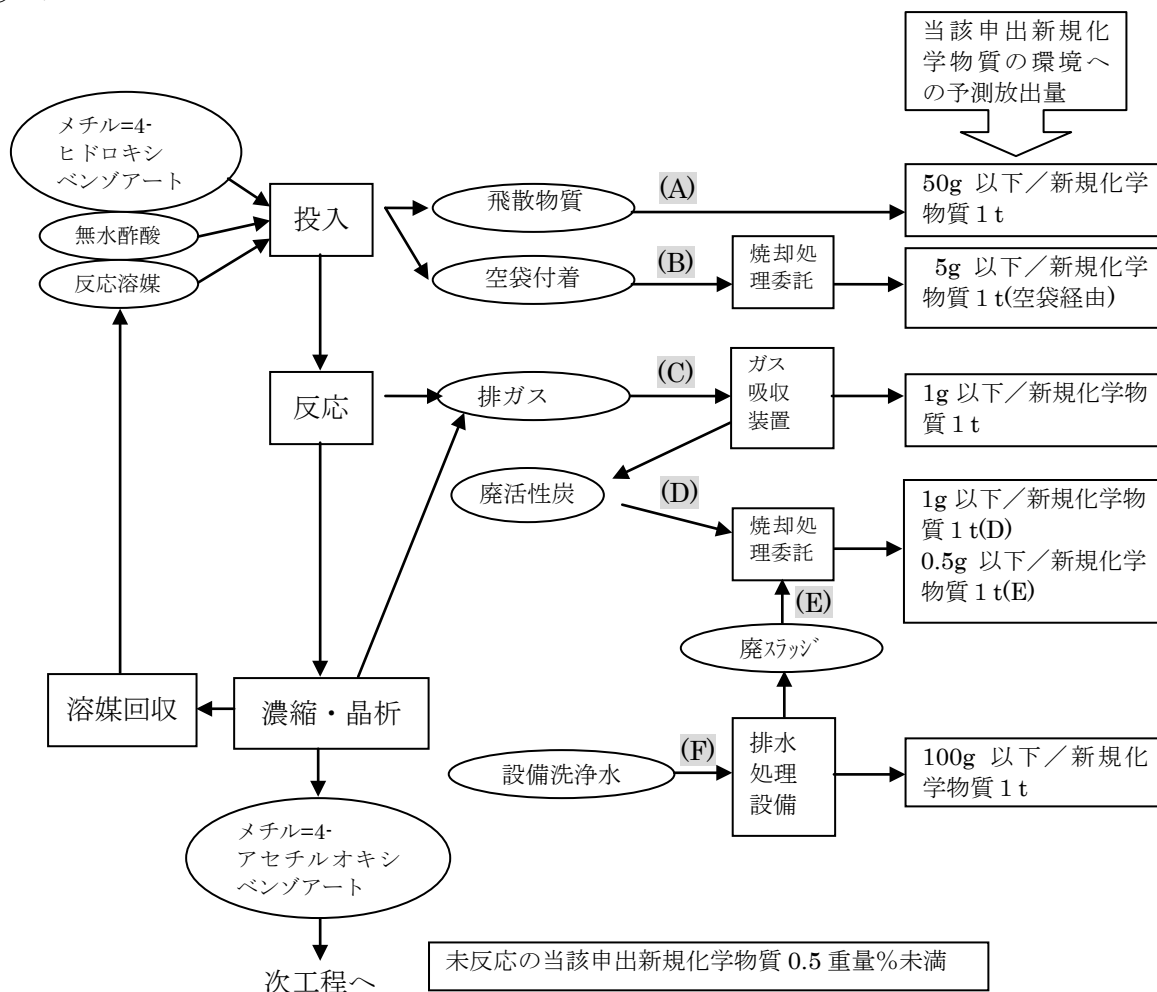 当該申出新規化
学物質の環境へ
の予測放出量
メチル=4-
ヒドロキシ
ベンゾアート
無水酢酸
反応溶媒
投入
飛散物質
(A)
50g 以下／新規化学
物質１t
空袋付着
(B)
焼却処
理委託
5g 以下／新規化学
物質１t(空袋経由)
反応
排ガス
(C)
ガス
吸収
装置
1g 以下／新規化学物
質１t
廃活性炭
(D)
焼却処
理委託
1g 以下／新規化学物
質１t(D)
0.5g 以下／新規化学
物質１t(E)
(E)
廃ｽﾗｯｼﾞ
溶媒回収
濃縮・晶析
設備洗浄水
(F)
排水
処理
設備
100g 以下／新規化
学物質１t
メチル=4-
アセチルオキシ
ベンゾアート
次工程へ
未反応の当該申出新規化学物質 0.5 重量％未満